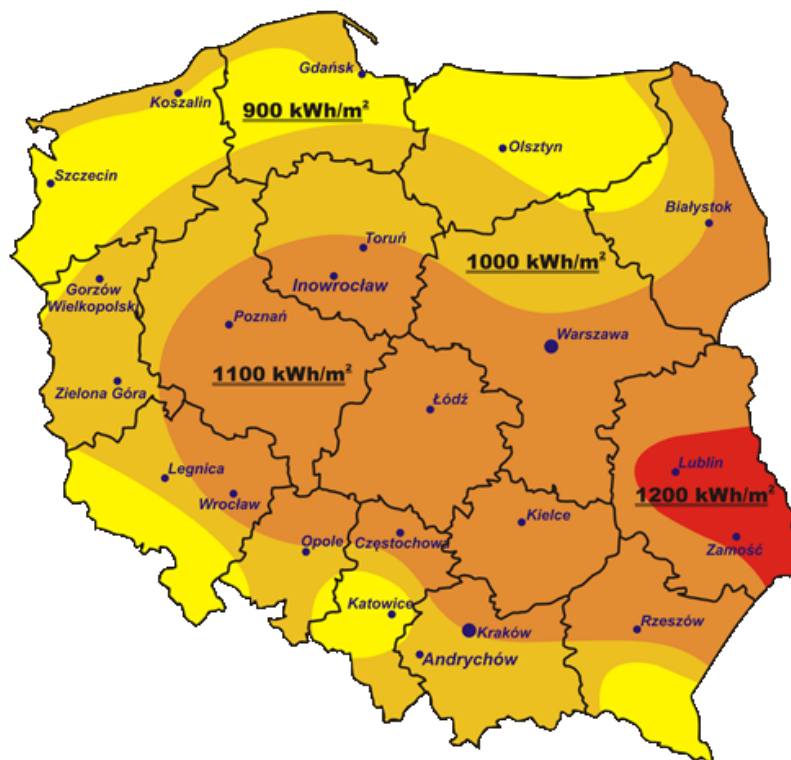 Gdańsk
Koszalin
900 kWh/m²
Olsztyn
Szczecin
Białystok
Toruń
1000 kWh/m²
Inowrocław
Gorzów
Wielkopolski
Poznań
Warszawa
1100 kWh/m²
Zielona Góra
Łódź
Legnica
Lublin
Wrocław
1200 kWh/m²
Kielce
Opole
Częstochowa
Zamość
Katowice
Kraków
Rzeszów
Andrychów